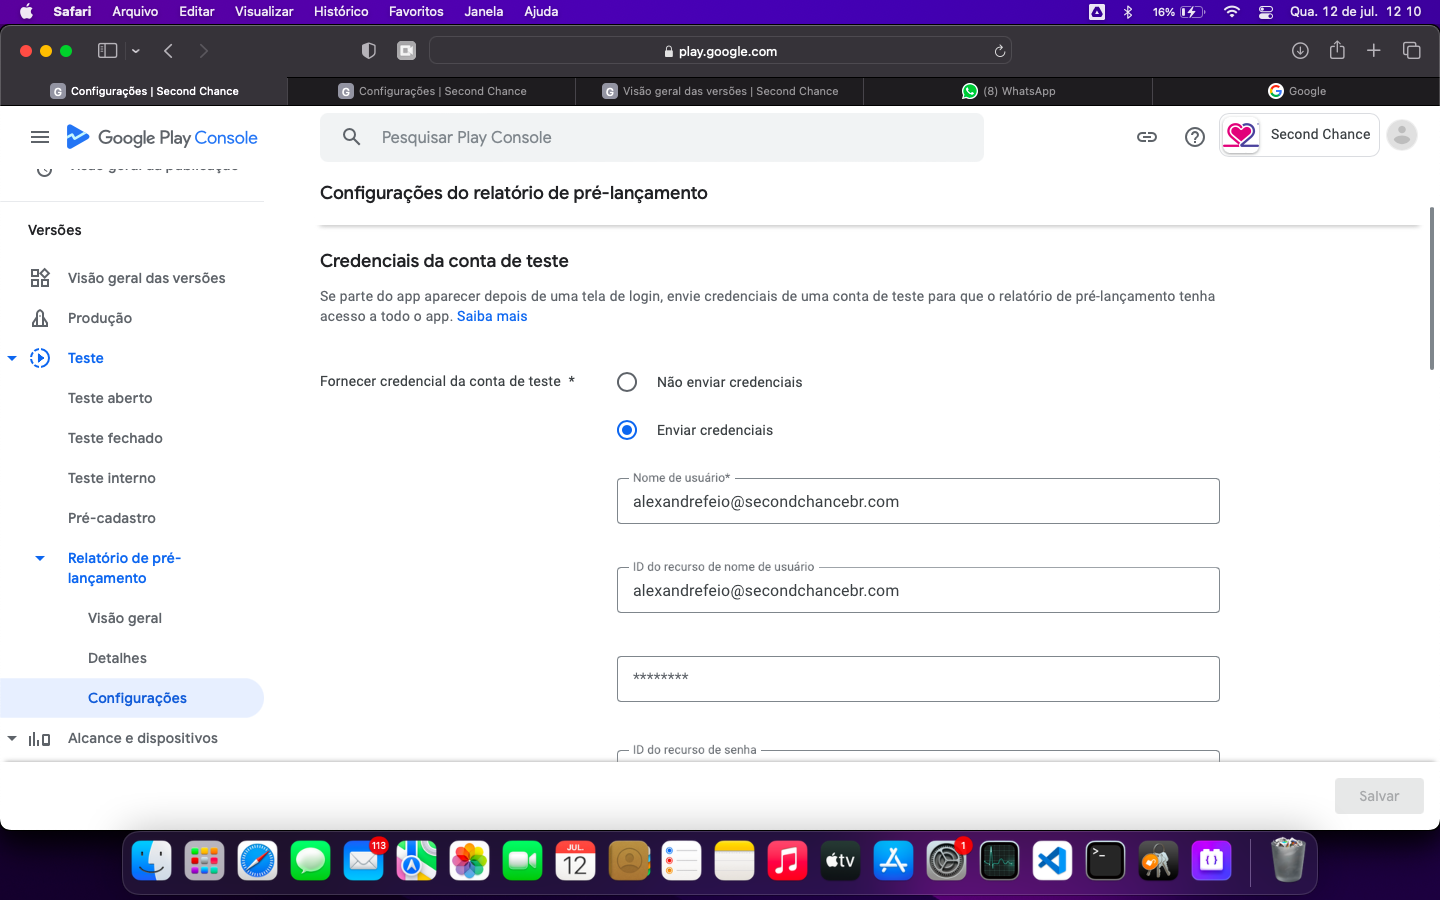 Safari Arquivo Editar Visualizar Histórico Favoritos Janela Ajuda 16% Qua. 12 de jul. 12 10
play.google.com
G Configurações | Second Chance G Configurações | Second Chance G Visão geral das versões | Second Chance (8) WhatsApp Google
Google Play Console
Pesquisar Play Console
Second Chance
Visão geral da publicação
Versões
Visão geral das versões
Produção
Teste
Teste aberto
Teste fechado
Teste interno
Pré-cadastro
Relatório de pré-
lançamento
Visão geral
Detalhes
Configurações
Alcance e dispositivos
Configurações do relatório de pré-lançamento
Credenciais da conta de teste
Se parte do app aparecer depois de uma tela de login, envie credenciais de uma conta de teste para que o relatório de pré-lançamento tenha
acesso a todo o app. Saiba mais
Fornecer credencial da conta de teste *
Não enviar credenciais
Enviar credenciais
Nome de usuário*
alexandrefeio@secondchancebr.com
ID do recurso de nome de usuário
alexandrefeio@secondchancebr.com
********
ID do recurso de senha
Salvar
113
JUL.
12
tv
1
>_